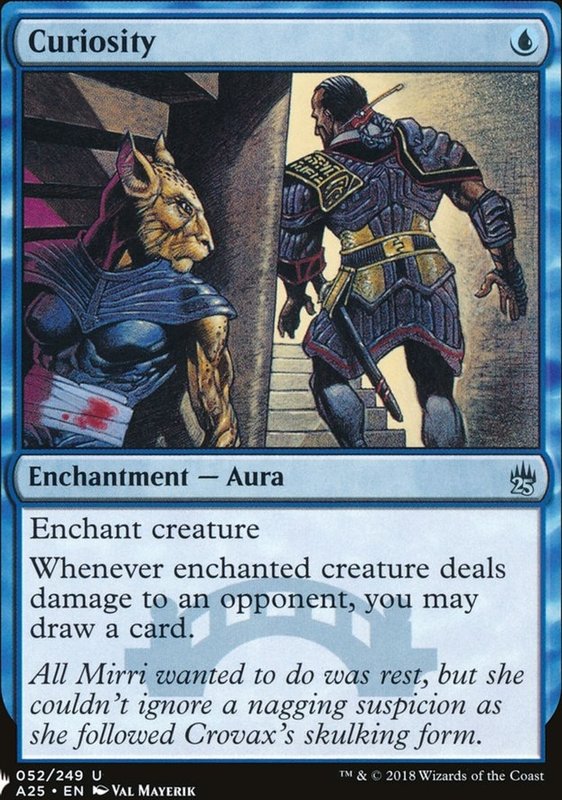 Curiosity
Enchantment — Aura
25
Enchant creature
Whenever enchanted creature deals
damage to an opponent, you may
draw a card.
All Mirri wanted to do was rest, but she
couldn't ignore a nagging suspicion as
she followed Crovax's skulking form.
052/249 U
A25 • EN Val Mayerik
™ & © 2018 Wizards of the Coast